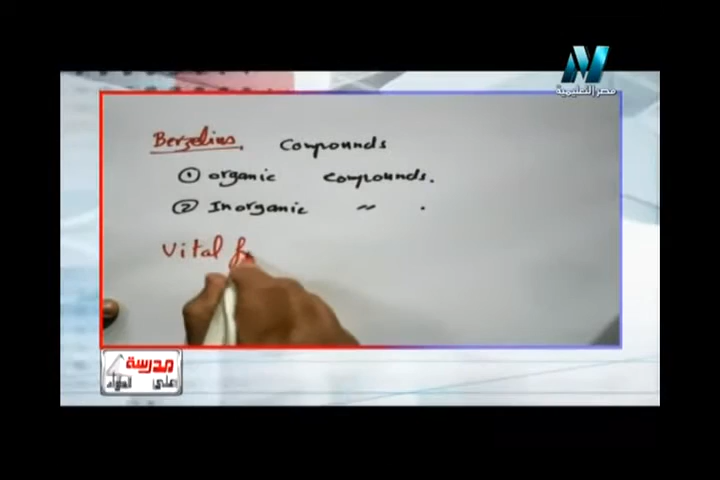 مصر التعليمية
Berzelius. Compounds
① organic compounds.
② Inorganic 〃 .
Vital f
مدرسة
على الهواء